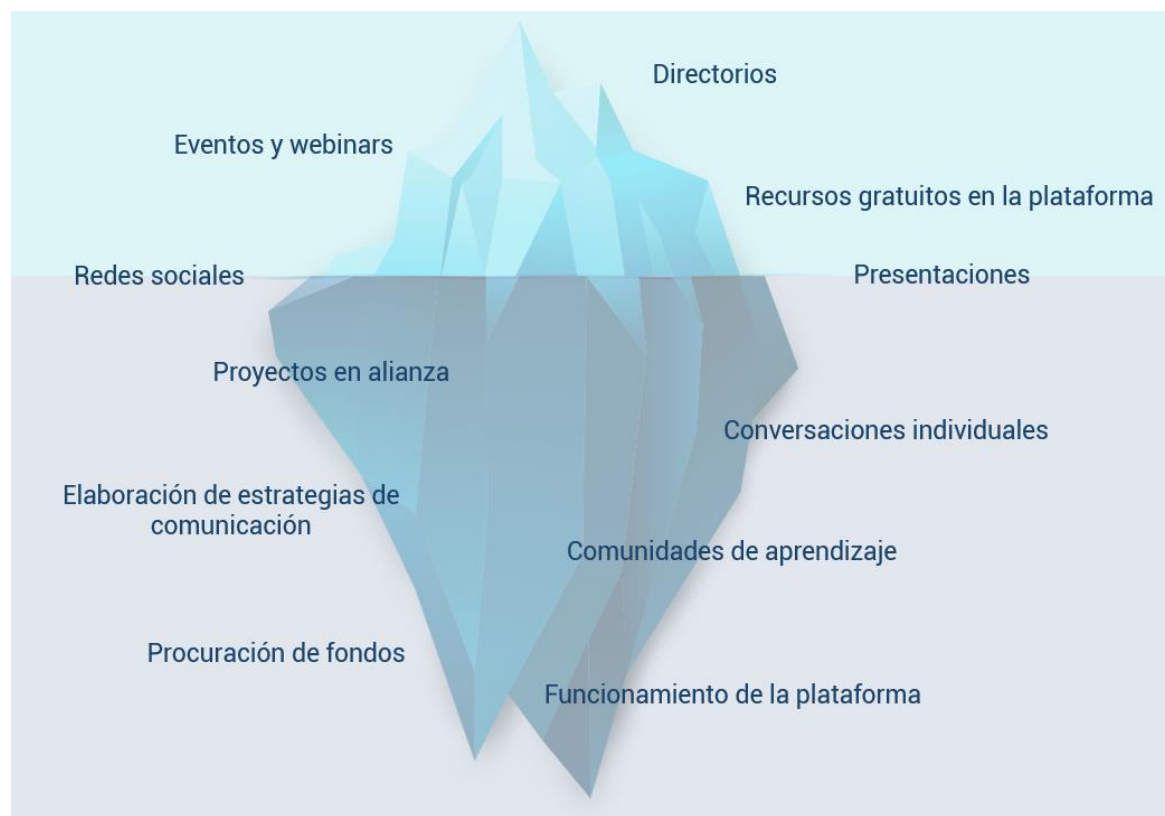 Directorios
Eventos y webinars
Recursos gratuitos en la plataforma
Redes sociales
Presentaciones
Proyectos en alianza
Conversaciones individuales
Elaboración de estrategias de
comunicación
Comunidades de aprendizaje
Procuración de fondos
Funcionamiento de la plataforma